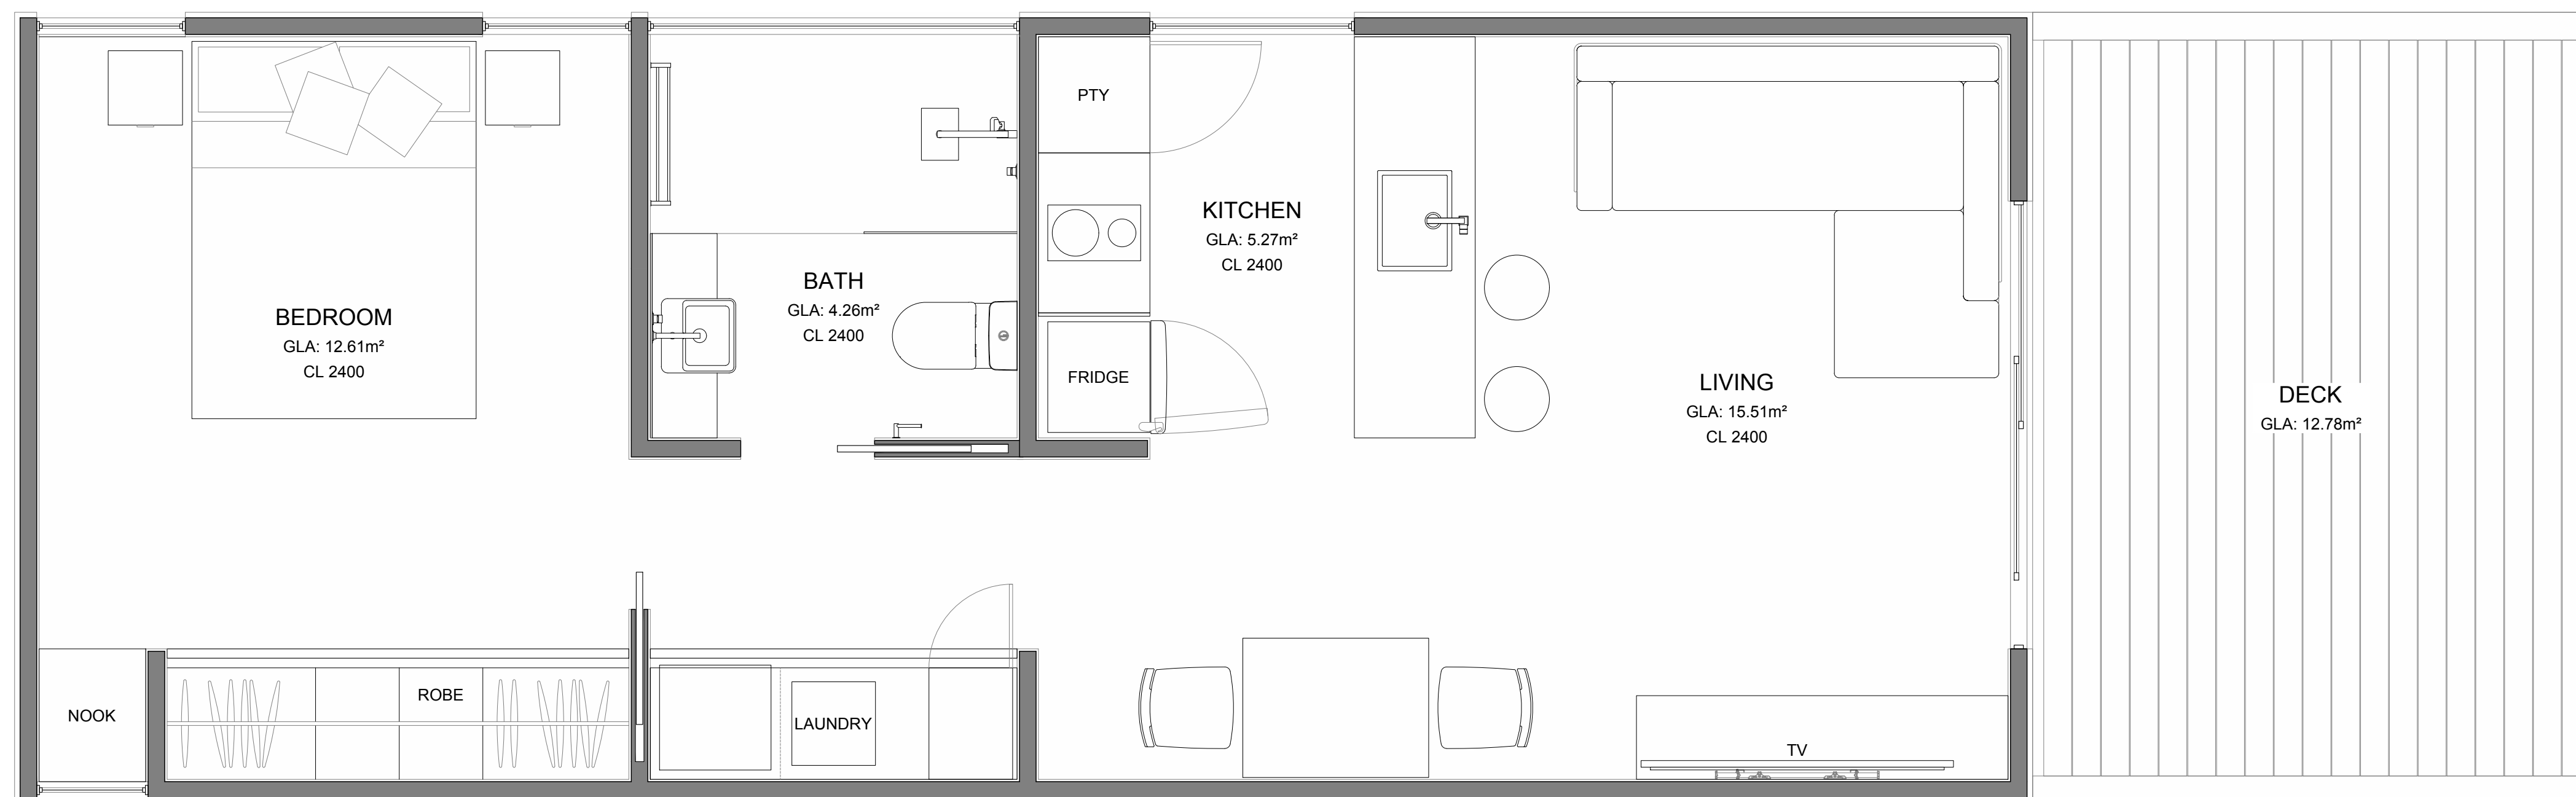 BEDROOM
GLA: 12.61m²
CL 2400
NOOK
ROBE
BATH
GLA: 4.26m²
CL 2400
LAUNDRY
PTY
FRIDGE
KITCHEN
GLA: 5.27m²
CL 2400
LIVING
GLA: 15.51m²
CL 2400
TV
DECK
GLA: 12.78m²